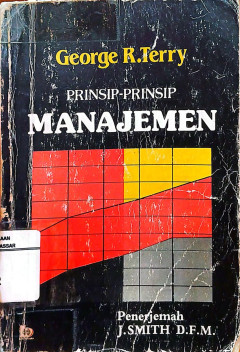 George R.Terry
PRINSIP-PRINSIP
MANAJEMEN
Penerjemah
J.SMITH D.F.M.